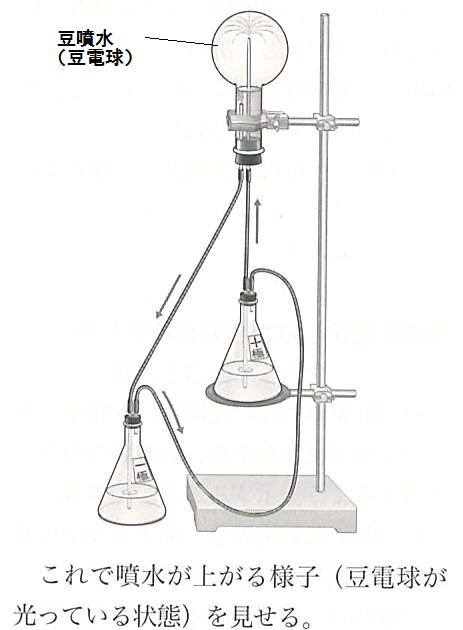 豆噴水
（豆電球）
＋極
－極
これで噴水が上がる様子（豆電球が
光っている状態）を見せる。